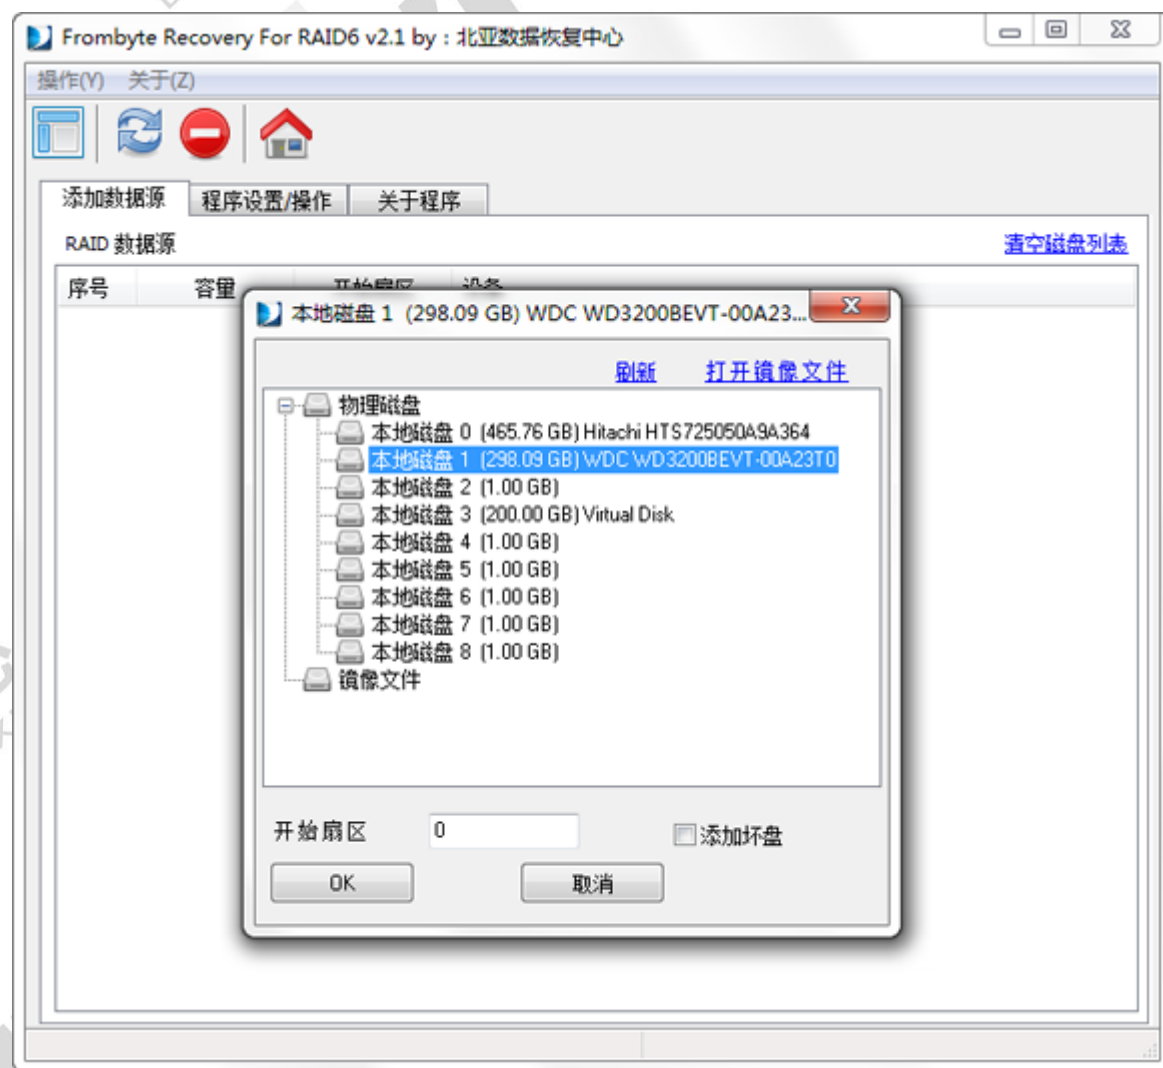 Frombyte Recovery For RAID6 v2.1 by：北亚数据恢复中心
操作(Y) 关于(Z)
添加数据源 程序设置/操作 关于程序
RAID 数据源 清空磁盘列表
序号 容量 开始扇区 设备
本地磁盘 1 (298.09 GB) WDC WD3200BEVT-00A23...
刷新 打开镜像文件
物理磁盘
本地磁盘 0 (465.76 GB) Hitachi HTS725050A9A364
本地磁盘 1 (298.09 GB) WDC WD3200BEVT-00A23T0
本地磁盘 2 (1.00 GB)
本地磁盘 3 (200.00 GB) Virtual Disk
本地磁盘 4 (1.00 GB)
本地磁盘 5 (1.00 GB)
本地磁盘 6 (1.00 GB)
本地磁盘 7 (1.00 GB)
本地磁盘 8 (1.00 GB)
镜像文件
开始扇区 0 添加坏盘
OK 取消